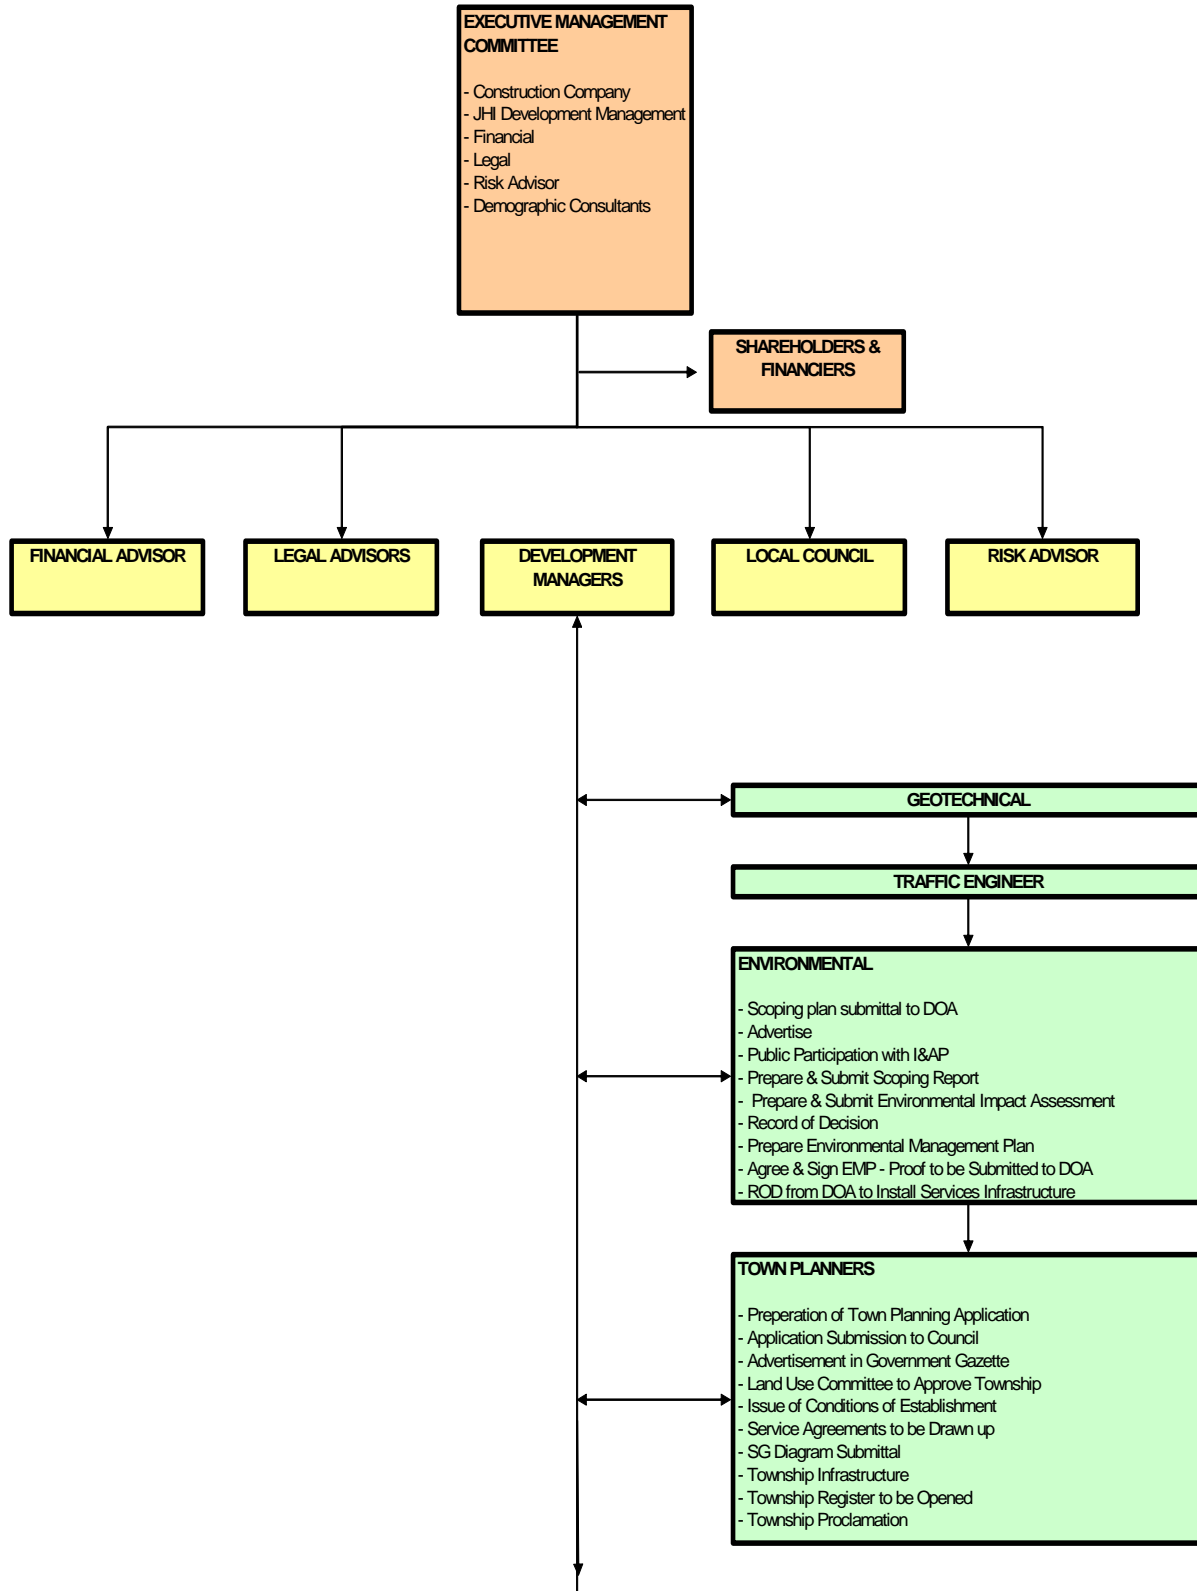 EXECUTIVE MANAGEMENT
COMMITTEE
- Construction Company
- JHI Development Management
- Financial
- Legal
- Risk Advisor
- Demographic Consultants
SHAREHOLDERS &
FINANCIERS
FINANCIAL ADVISOR
LEGAL ADVISORS
DEVELOPMENT
MANAGERS
LOCAL COUNCIL
RISK ADVISOR
GEOTECHNICAL
TRAFFIC ENGINEER
ENVIRONMENTAL
- Scoping plan submittal to DOA
- Advertise
- Public Participation with I&AP
- Prepare & Submit Scoping Report
- Prepare & Submit Environmental Impact Assessment
- Record of Decision
- Prepare Environmental Management Plan
- Agree & Sign EMP - Proof to be Submitted to DOA
- ROD from DOA to Install Services Infrastructure
TOWN PLANNERS
- Preperation of Town Planning Application
- Application Submission to Council
- Advertisement in Government Gazette
- Land Use Committee to Approve Township
- Issue of Conditions of Establishment
- Service Agreements to be Drawn up
- SG Diagram Submittal
- Township Infrastructure
- Township Register to be Opened
- Township Proclamation